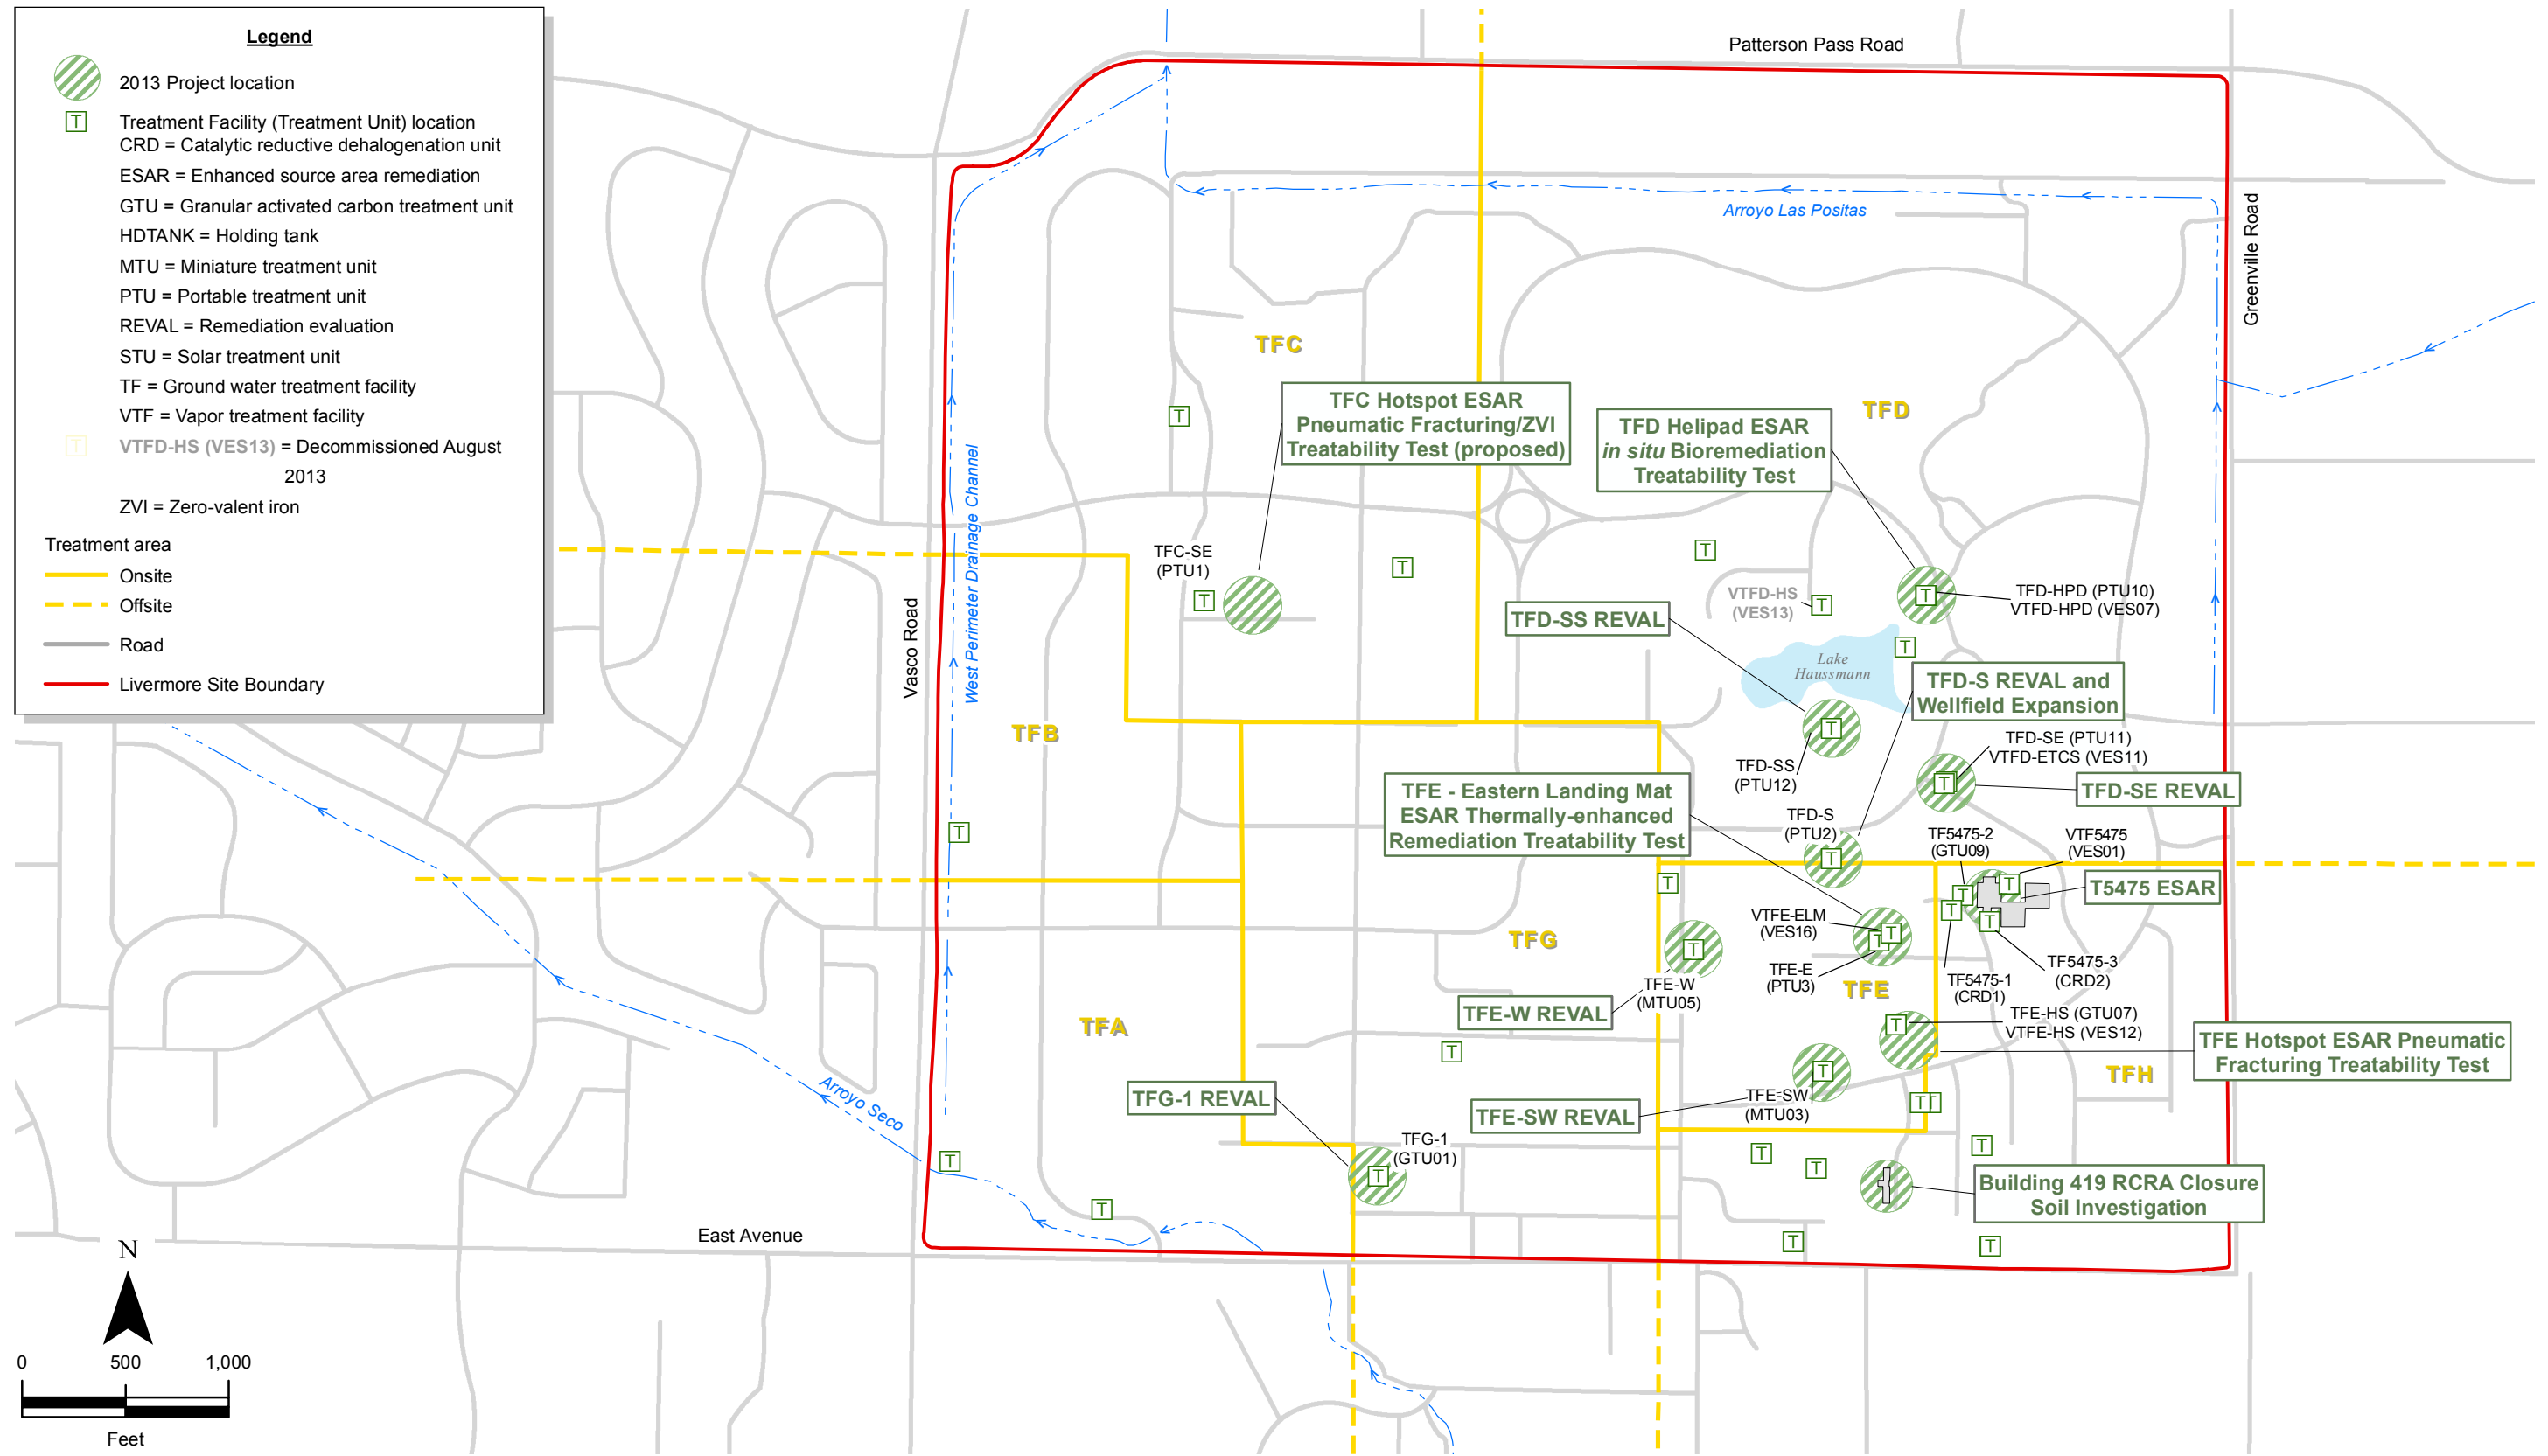 Legend
2013 Project location
T
Treatment Facility (Treatment Unit) location
CRD = Catalytic reductive dehalogenation unit
ESAR = Enhanced source area remediation
GTU = Granular activated carbon treatment unit
HDTANK = Holding tank
MTU = Miniature treatment unit
PTU = Portable treatment unit
REVAL = Remediation evaluation
STU = Solar treatment unit
TF = Ground water treatment facility
VTF = Vapor treatment facility
T
VTFD-HS (VES13) = Decommissioned August
2013
ZVI = Zero-valent iron
Treatment area
Onsite
Offsite
Road
Livermore Site Boundary
Patterson Pass Road
Arroyo Las Positas
Greenville Road
TFC
TFC Hotspot ESAR
Pneumatic Fracturing/ZVI
Treatability Test (proposed)
TFD Helipad ESAR
in situ Bioremediation
Treatability Test
TFD
T
West Perimeter Drainage Channel
Vasco Road
TFC-SE
(PTU1)
T
T
T
VTFD-HS
(VES13)
T
T
TFD-HPD (PTU10)
VTFD-HPD (VES07)
TFD-SS REVAL
Lake
Haussmann
T
TFD-S REVAL and
Wellfield Expansion
TFB
T
TFD-SS
(PTU12)
TFD-SE (PTU11)
VTFD-ETCS (VES11)
T
TFD-SE REVAL
TFE - Eastern Landing Mat
ESAR Thermally-enhanced
Remediation Treatability Test
T
TFD-S
(PTU2)
T
TF5475-2
(GTU09)
VTF5475
(VES01)
T
T
T
T
T
T5475 ESAR
TFG
T
VTFE-ELM
(VES16)
T
T
TFE-E
(PTU3)
TFE
TF5475-1
(CRD1)
TF5475-3
(CRD2)
TFE-W
(MTU05)
TFE-W REVAL
TFA
T
T
TFE-HS (GTU07)
VTFE-HS (VES12)
TFE Hotspot ESAR Pneumatic
Fracturing Treatability Test
TFH
Arroyo Seco
TFG-1 REVAL
TFE-SW REVAL
T
TFE-SW
(MTU03)
T
T
TFG-1
(GTU01)
T
T
T
T
T
T
Building 419 RCRA Closure
Soil Investigation
T
T
East Avenue
N
0 500 1,000
Feet